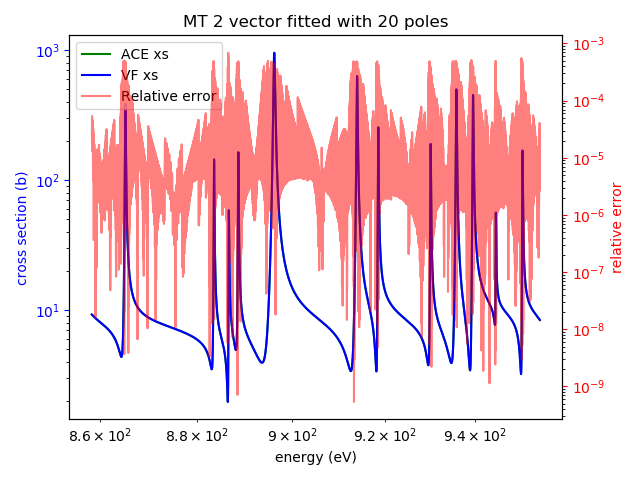 MT 2 vector fitted with 20 poles
ACE xs
VF xs
Relative error
cross section (b)
10³
10²
10¹
10⁻³
10⁻⁴
10⁻⁵
10⁻⁶
10⁻⁷
10⁻⁸
10⁻⁹
relative error
8.6 × 10² 8.8 × 10² 9 × 10² 9.2 × 10² 9.4 × 10²
energy (eV)